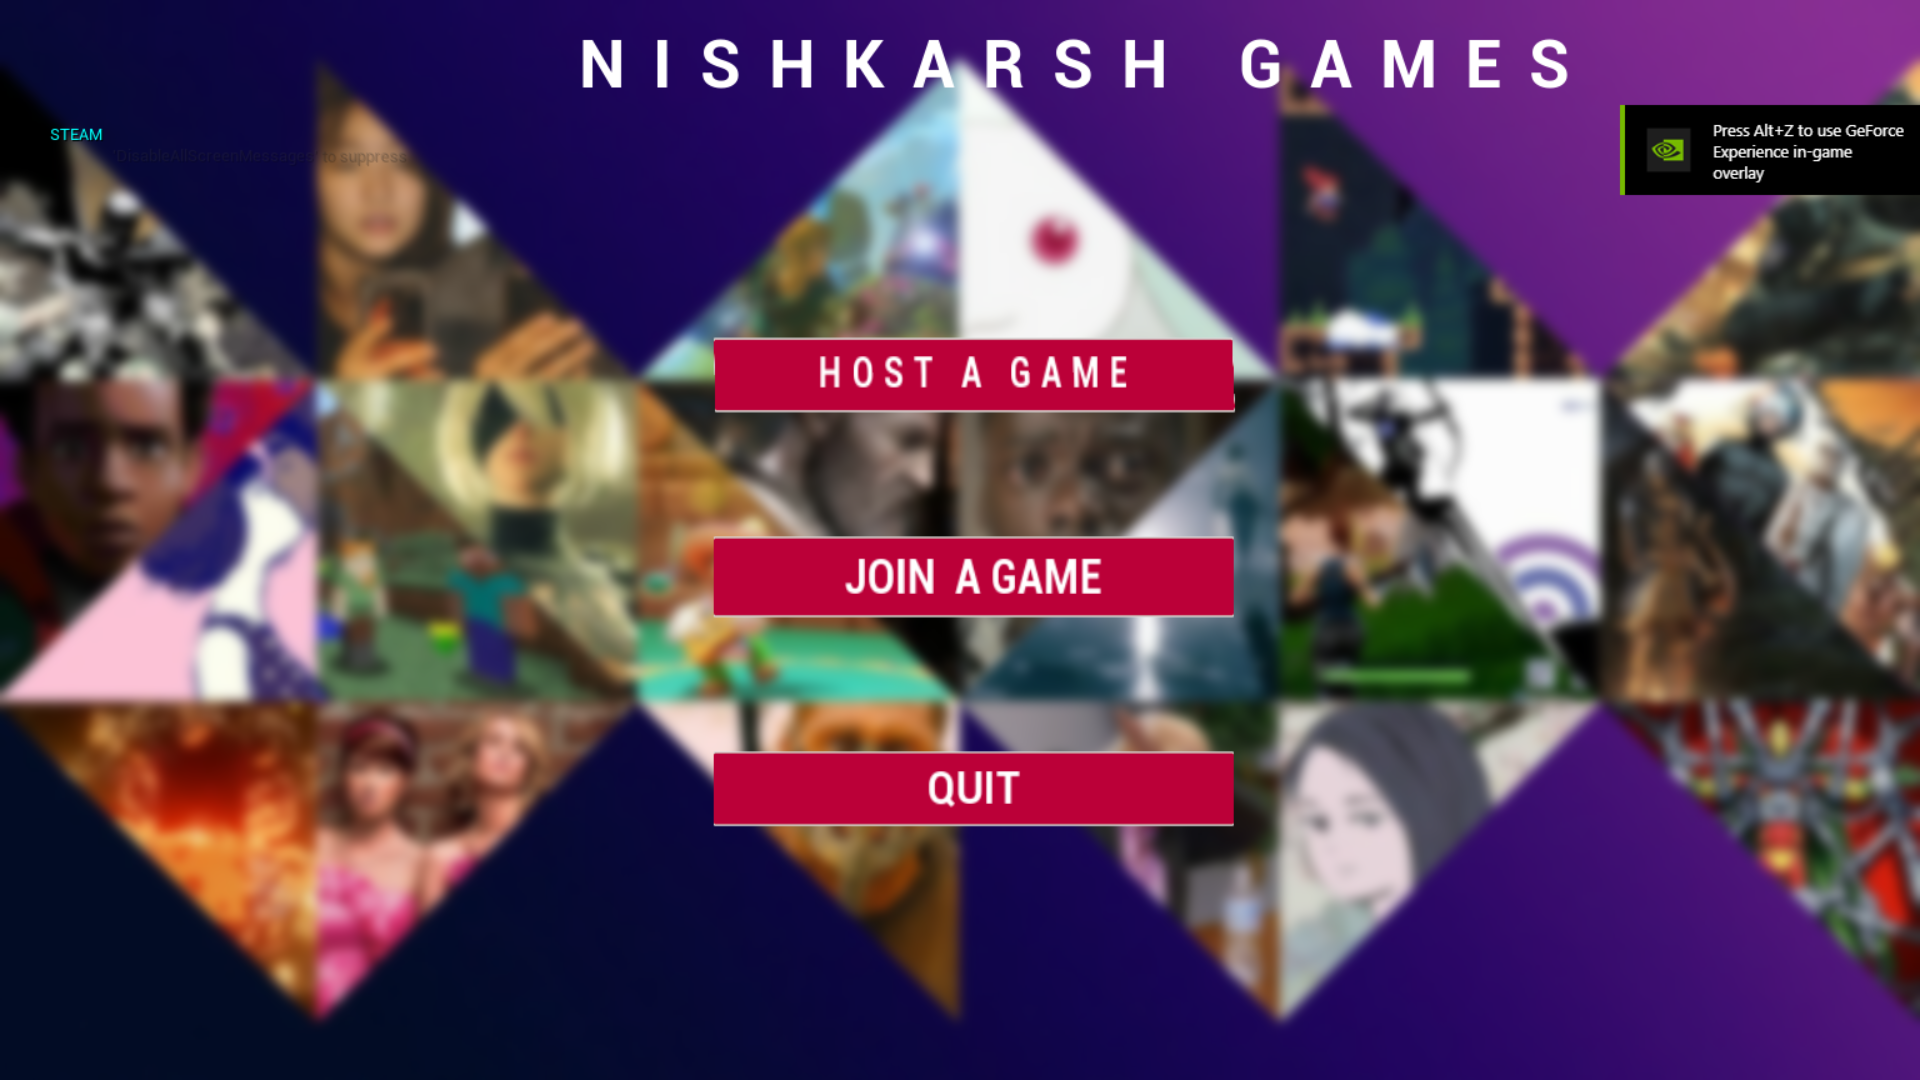 NISHKARSH GAMES
STEAM
'DisableAllScreenMessages' to suppress
Press Alt+Z to use GeForce
Experience in-game
overlay
HOST A GAME
JOIN A GAME
QUIT